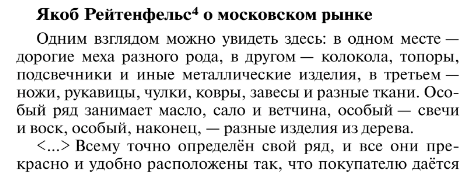 Якоб Рейтенфельс⁴ о московском рынке
Одним взглядом можно увидеть здесь: в одном месте —
дорогие меха разного рода, в другом — колокола, топоры,
подсвечники и иные металлические изделия, в третьем —
ножи, рукавицы, чулки, ковры, завесы и разные ткани. Осо-
бый ряд занимает масло, сало и ветчина, особый — свечи
и воск, особый, наконец, — разные изделия из дерева.
<...> Всему точно определён свой ряд, и все они пре-
красно и удобно расположены так, что покупателю даётся